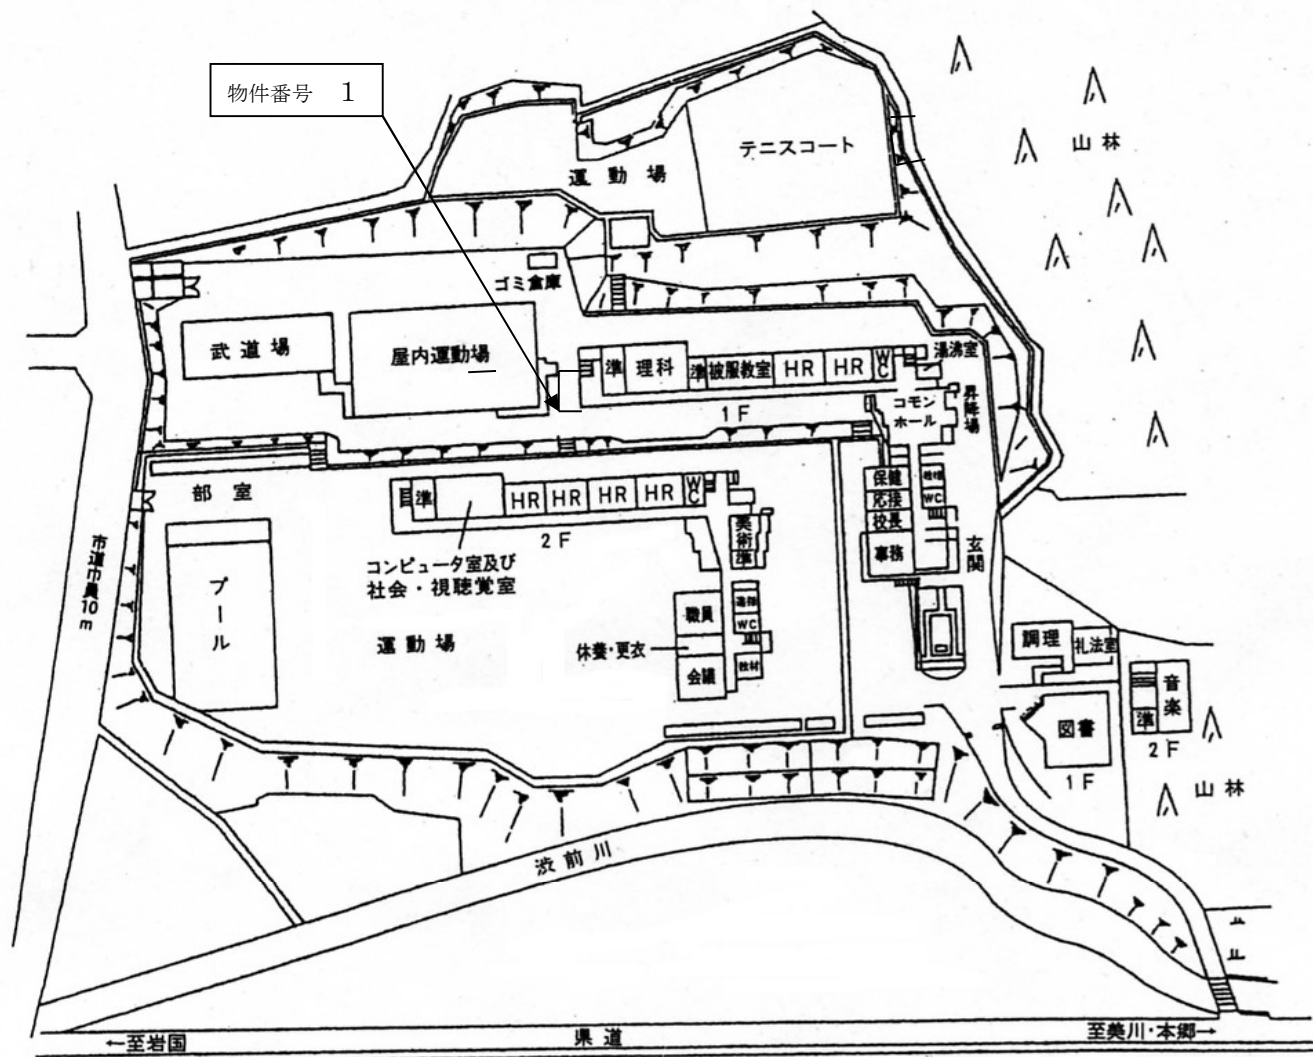 物件番号 1
テニスコート
山林
運動場
ゴミ倉庫
武道場
屋内運動場
準
理科
準
被服教室
HR
HR
WC
湯沸室
1F
コモン
ホール
昇降場
部室
準
HR
HR
HR
HR
WC
2F
保健
応接
校長
事務
WC
玄関
美術
準
コンピュータ室及び
社会・視聴覚室
市道巾員10m
プール
運動場
職員
WC
休養・更衣
会議
教材
調理
礼法室
音楽
準
2F
図書
1F
山林
渋前川
←至岩国
県道
至美川・本郷→